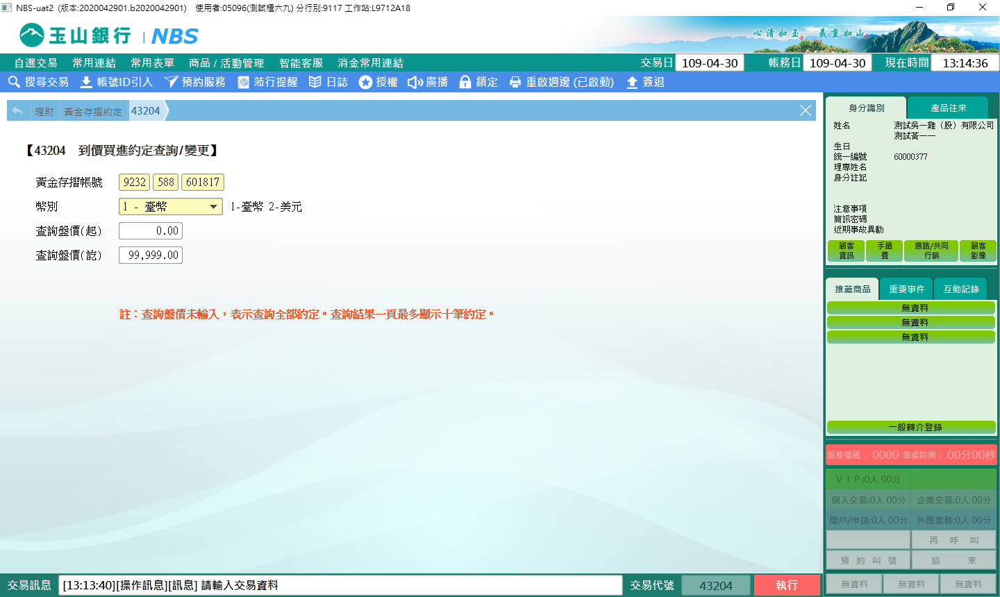 NBS-uat2 (版本:2020042901.b2020042901) 使用者:05096(測試櫃六九) 分行別:9117 工作站:L9712A18
玉山銀行 | NBS
心清如玉。義重如山。
自選交易 常用連結 常用表單 商品 / 活動管理 智能客服 消金常用連結 交易日 109-04-30 帳務日 109-04-30 現在時間 13:14:36
搜尋交易 帳號ID引入 預約服務 蒞行提醒 日誌 授權 廣播 鎖定 重啟週邊 (已啟動) 簽退
理財 黃金存摺約定 43204
【43204 到價買進約定查詢/變更】
黃金存摺帳號 9232 588 601817
幣別 1 - 臺幣 1-臺幣 2-美元
查詢盤價(起) 0.00
查詢盤價(訖) 99,999.00
註：查詢盤價未輸入，表示查詢全部約定。查詢結果一頁最多顯示十筆約定。
身分識別 產品往來
姓名 測試吳一雞（股）有限公司
測試黃一一
生日
統一編號 60000377
理專姓名
身分註記
注意事項
簡訊密碼
近期事故異動
顧客資訊 手續費 通路/共同行銷 顧客影像
推薦商品 重要事件 互動記錄
無資料
無資料
無資料
一般轉介登錄
服務號碼： 0000 等候時間： 00分00秒
ＶＩＰ:0人 00分
個人交易:0人 00分 企業交易:0人 00分
開戶/申請:0人 00分 外匯業務:0人 00分
再 呼 叫
預 約 叫 號 結 束
無資料 無資料 無資料
交易訊息 [13:13:40][操作訊息][訊息] 請輸入交易資料 交易代號 43204 執行